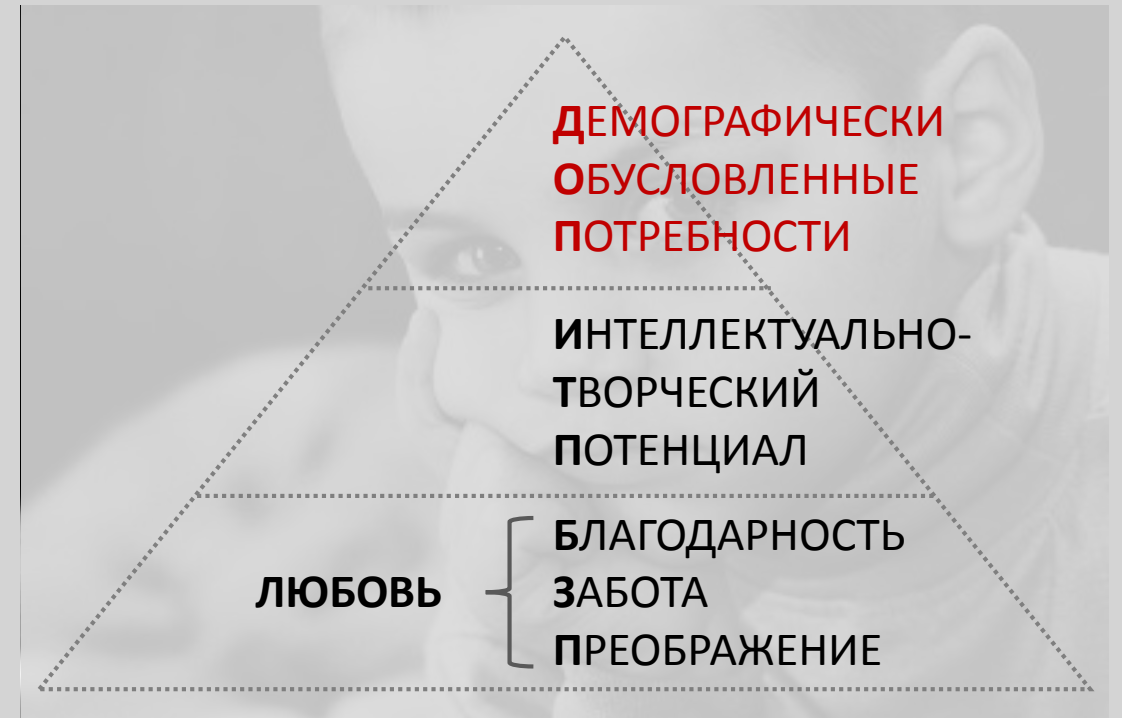 ДЕМОГРАФИЧЕСКИ
ОБУСЛОВЛЕННЫЕ
ПОТРЕБНОСТИ
ИНТЕЛЛЕКТУАЛЬНО-
ТВОРЧЕСКИЙ
ПОТЕНЦИАЛ
ЛЮБОВЬ
БЛАГОДАРНОСТЬ
ЗАБОТА
ПРЕОБРАЖЕНИЕ